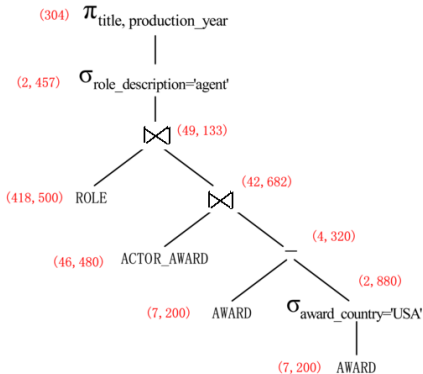 (304) π title, production_year
(2, 457) σ role_description='agent'
⋈ (49, 133)
(418, 500) ROLE
⋈ (42, 682)
(46, 480) ACTOR_AWARD
− (4, 320)
(7, 200) AWARD
(2, 880)
σ award_country='USA'
(7, 200) AWARD